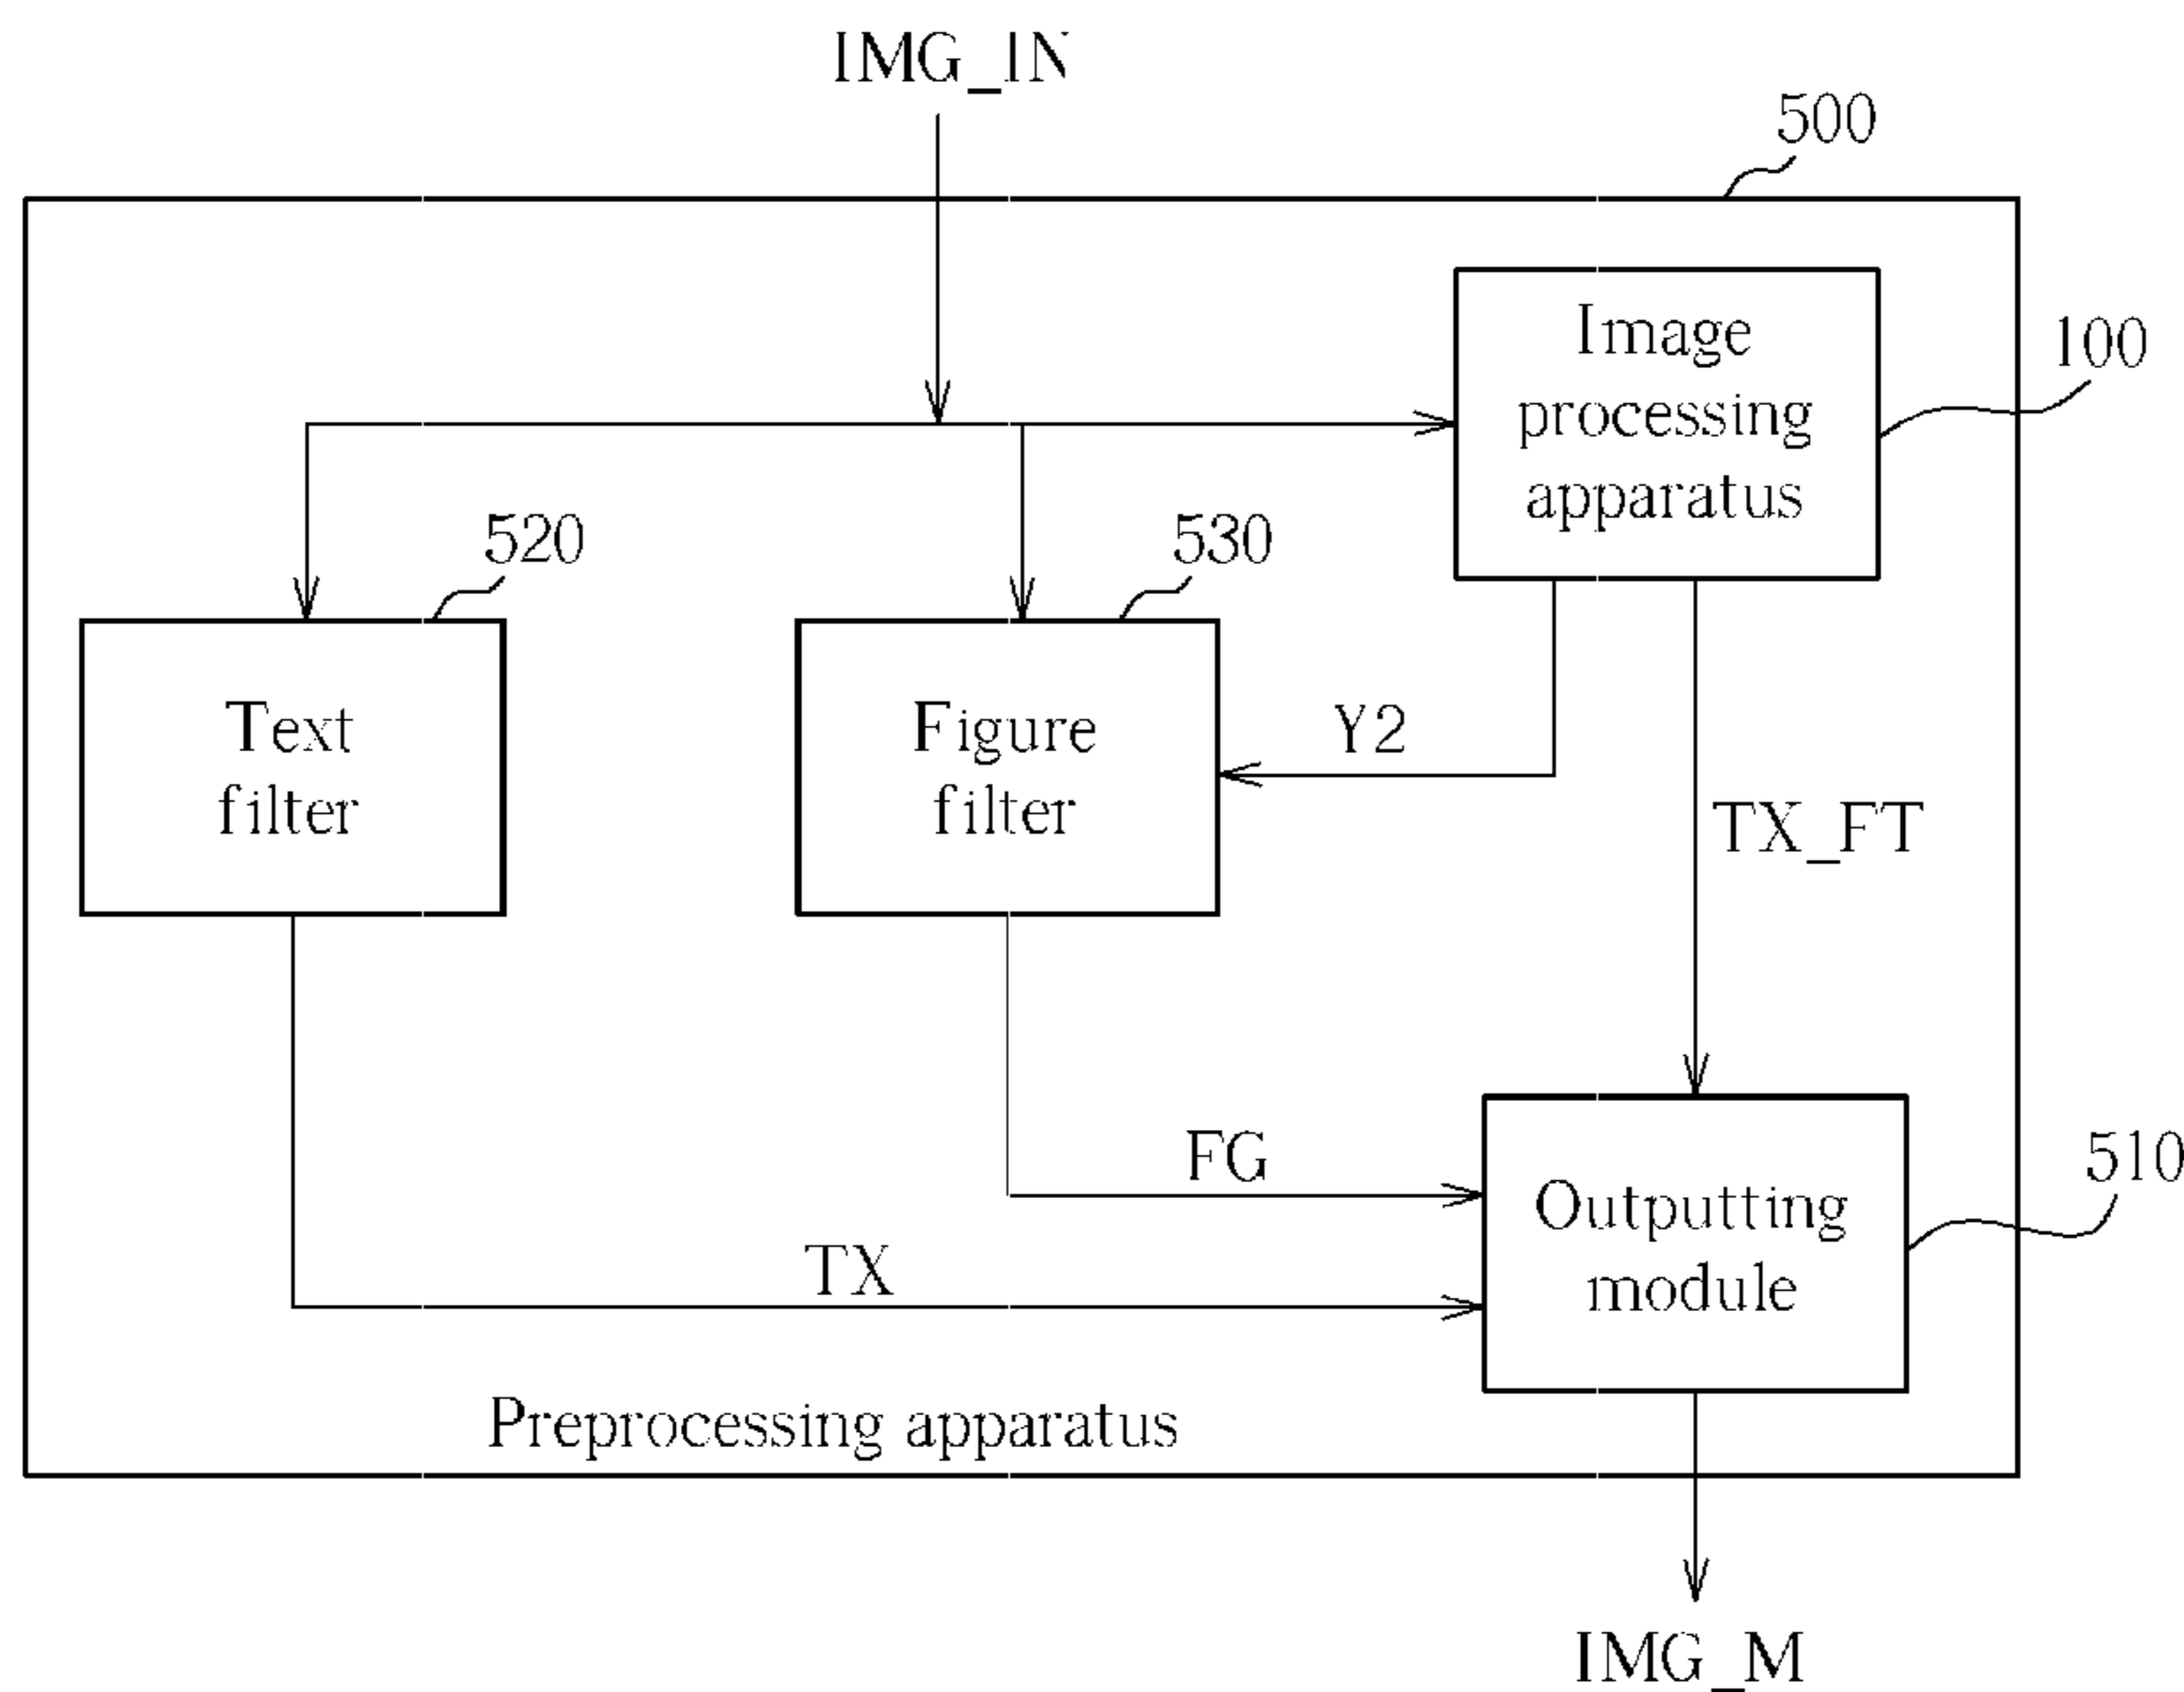 IMG_IN
500
Image
processing
apparatus
100
520
530
Text
filter
Figure
filter
Y2
TX_FT
FG
TX
Outputting
module
510
Preprocessing apparatus
IMG_M